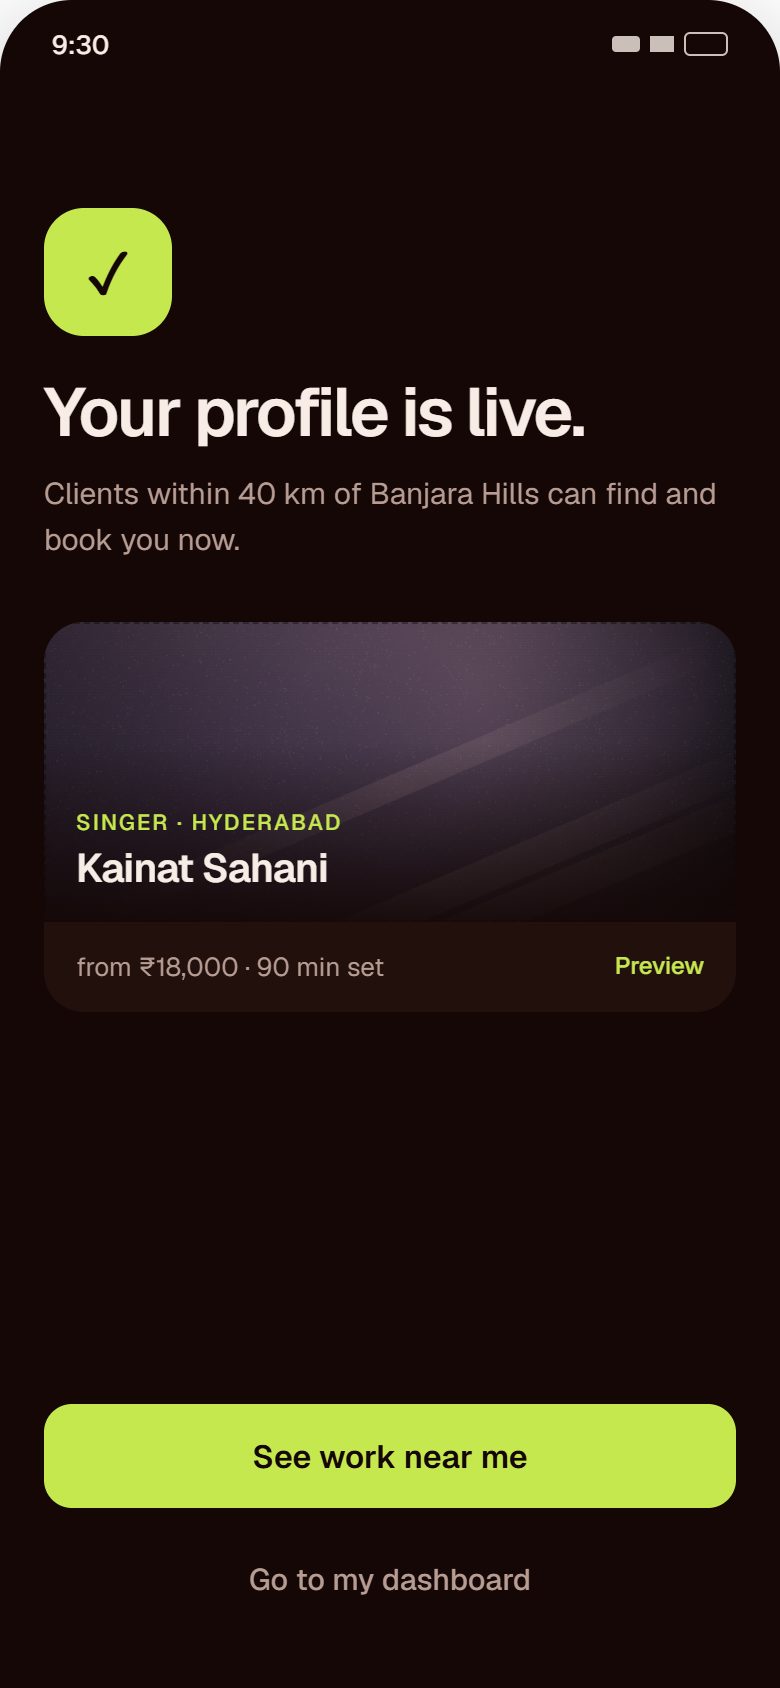 9:30
✓
Your profile is live.
Clients within 40 km of Banjara Hills can find and
book you now.
SINGER · HYDERABAD
Kainat Sahani
from ₹18,000 · 90 min set
Preview
See work near me
Go to my dashboard